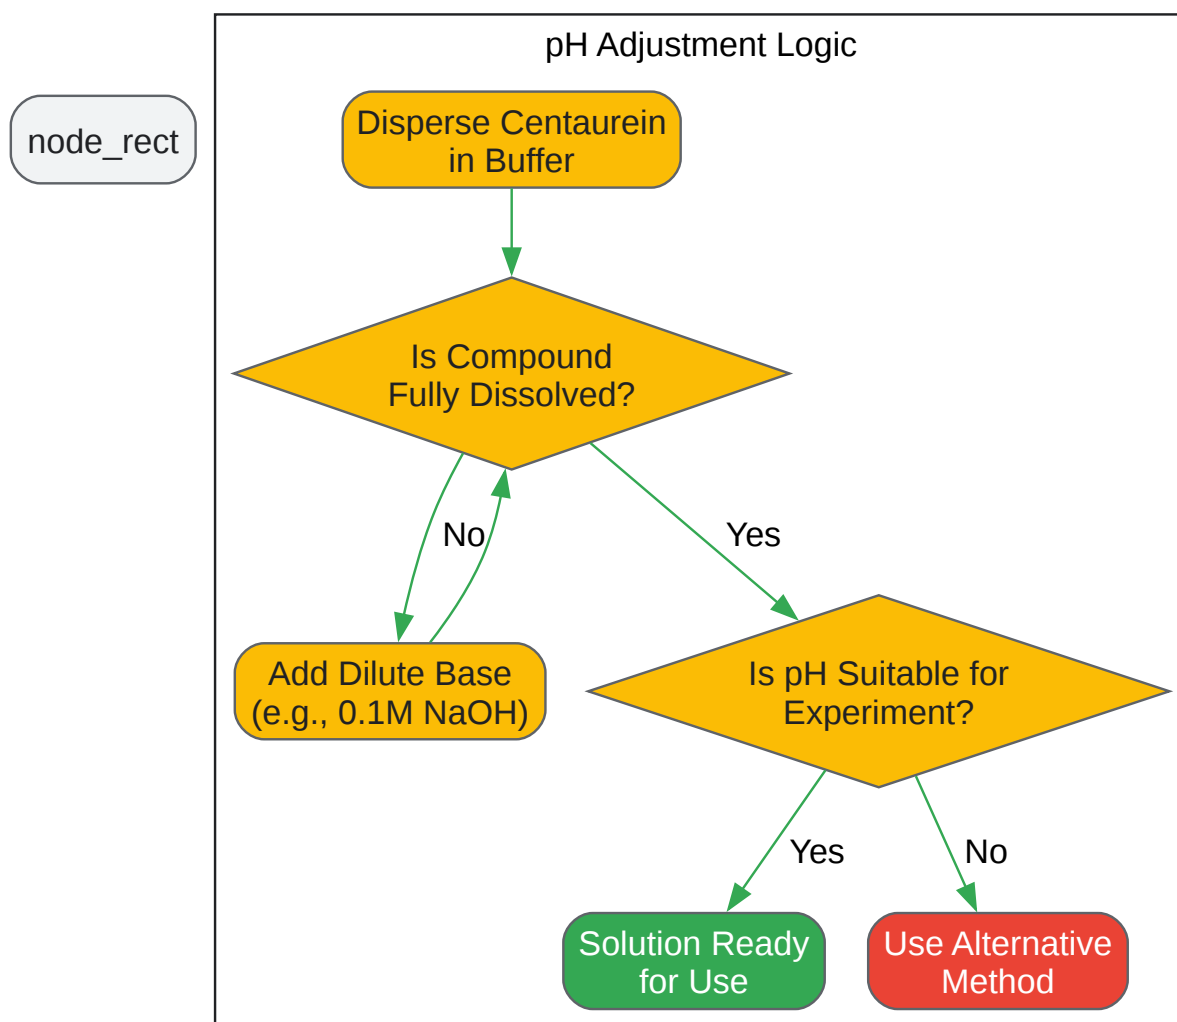 pH Adjustment Logic
node_rect
Disperse Centaurein
in Buffer
Is Compound
Fully Dissolved?
No
Yes
Add Dilute Base
(e.g., 0.1M NaOH)
Is pH Suitable for
Experiment?
Yes
No
Solution Ready
for Use
Use Alternative
Method